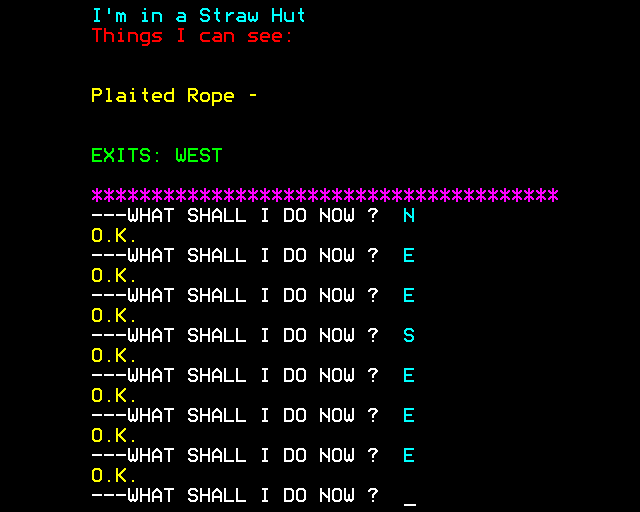 I'm in a Straw Hut
Things I can see:
Plaited Rope -
EXITS: WEST
***************************************
---WHAT SHALL I DO NOW ? N
O.K.
---WHAT SHALL I DO NOW ? E
O.K.
---WHAT SHALL I DO NOW ? E
O.K.
---WHAT SHALL I DO NOW ? S
O.K.
---WHAT SHALL I DO NOW ? E
O.K.
---WHAT SHALL I DO NOW ? E
O.K.
---WHAT SHALL I DO NOW ? E
O.K.
---WHAT SHALL I DO NOW ? _